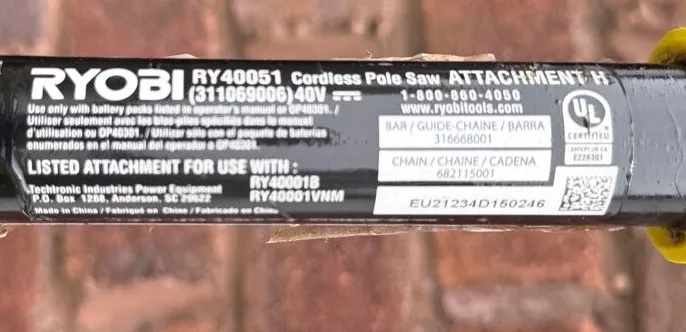 RYOBI
RY40051 Cordless Pole Saw ATTACHMENT H
(311069006) 40V
1-800-860-4050
www.ryobitools.com
Use only with battery packs listed in operator's manual or OP40301. /
Utiliser seulement avec les bloc-piles spécifiés dans le manuel
d'utilisation ou OP40301. / Utilizar sólo con el paquete de baterías
enumerados en el manual del operador o OP40301.
LISTED ATTACHMENT FOR USE WITH :
RY40001B
RY40001VNM
Techtronic Industries Power Equipment
P.O. Box 1288, Anderson, SC 29622
Made in China / Fabriqué en Chine / Fabricado en China
BAR / GUIDE-CHAÎNE / BARRA
316668001
CHAIN / CHAÎNE / CADENA
682115001
EU21234D150246
UL
CERTIFIED